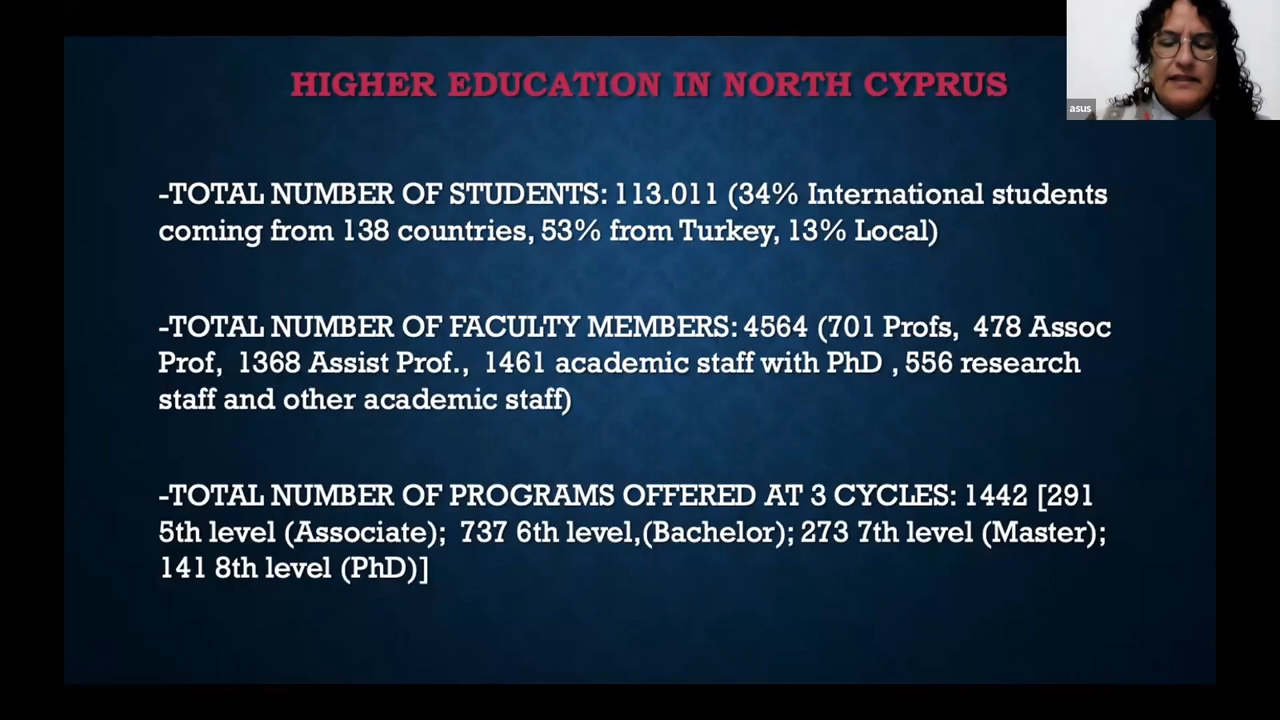 HIGHER EDUCATION IN NORTH CYPRUS
asus
-TOTAL NUMBER OF STUDENTS: 113.011 (34% International students
coming from 138 countries, 53% from Turkey, 13% Local)
-TOTAL NUMBER OF FACULTY MEMBERS: 4564 (701 Profs, 478 Assoc
Prof, 1368 Assist Prof., 1461 academic staff with PhD , 556 research
staff and other academic staff)
-TOTAL NUMBER OF PROGRAMS OFFERED AT 3 CYCLES: 1442 [291
5th level (Associate); 737 6th level,(Bachelor); 273 7th level (Master);
141 8th level (PhD)]